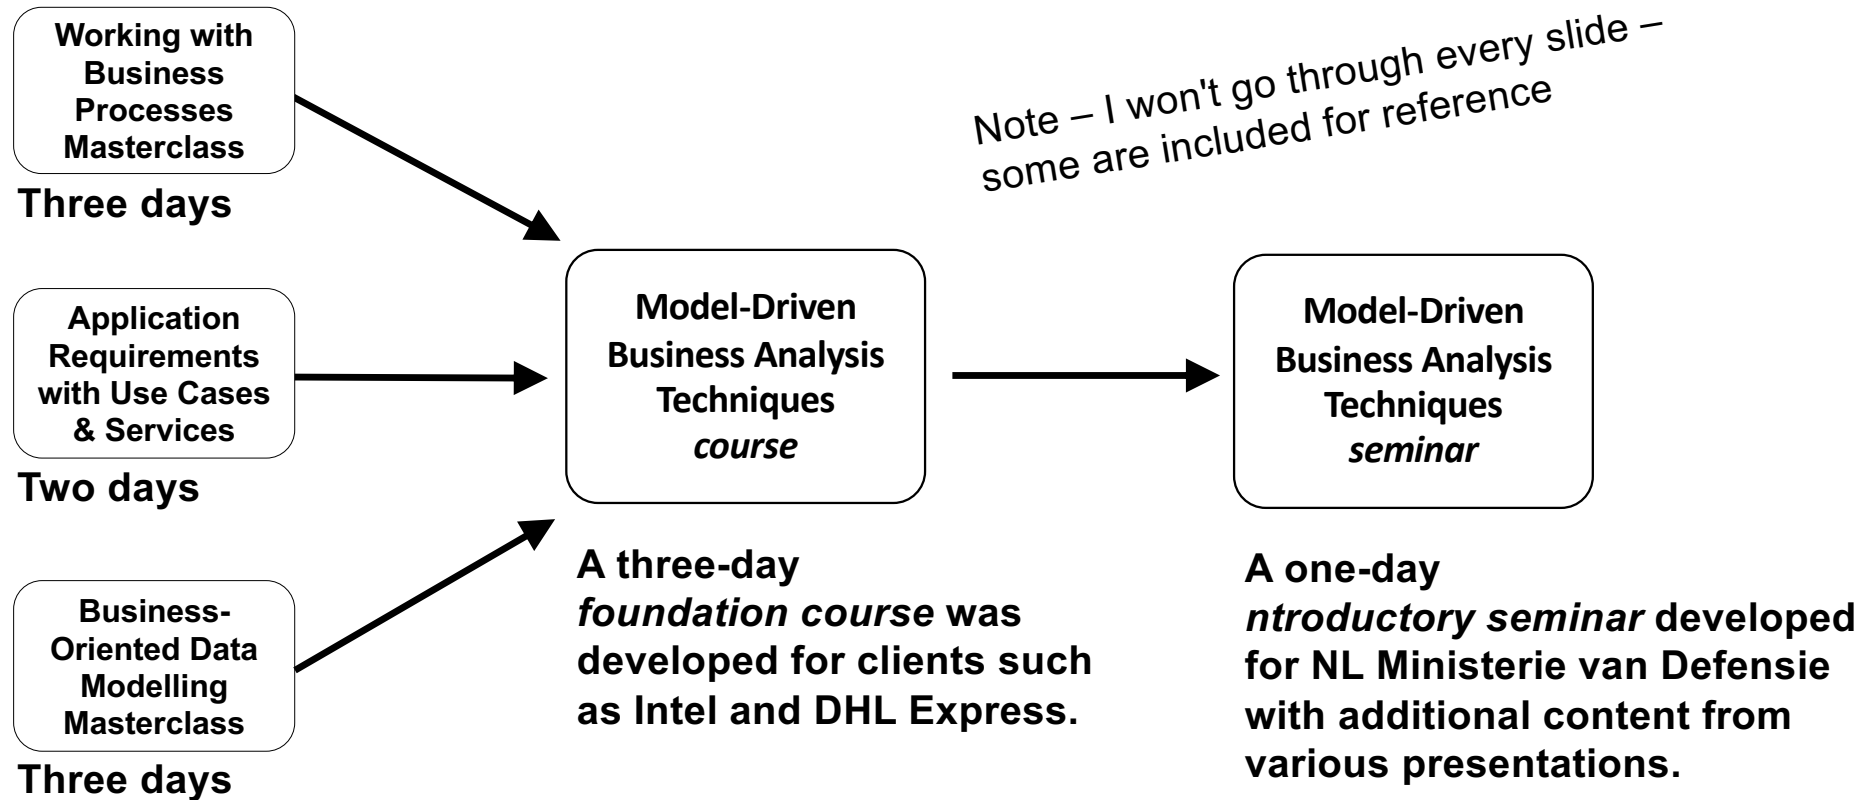 Working with
Business
Processes
Masterclass
Three days
Application
Requirements
with Use Cases
& Services
Two days
Business-
Oriented Data
Modelling
Masterclass
Three days
Note – I won't go through every slide –
some are included for reference
Model-Driven
Business Analysis
Techniques
course
A three-day
foundation course was
developed for clients such
as Intel and DHL Express.
Model-Driven
Business Analysis
Techniques
seminar
A one-day
ntroductory seminar developed
for NL Ministerie van Defensie
with additional content from
various presentations.